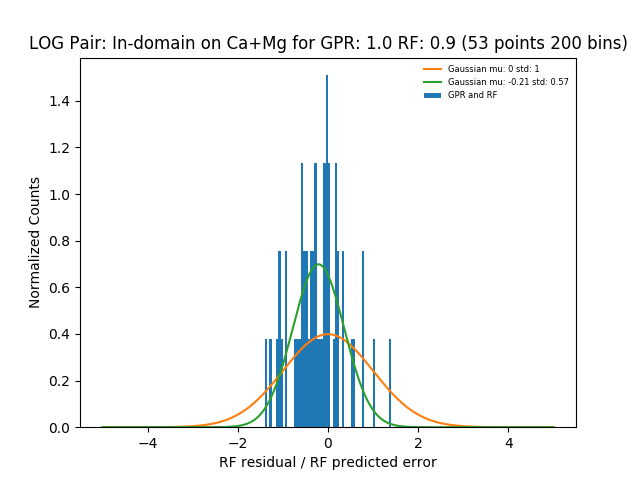 LOG Pair: In-domain on Ca+Mg for GPR: 1.0 RF: 0.9 (53 points 200 bins)
Gaussian mu: 0 std: 1
Gaussian mu: -0.21 std: 0.57
GPR and RF
Normalized Counts
1.4
1.2
1.0
0.8
0.6
0.4
0.2
0.0
−4 −2 0 2 4
RF residual / RF predicted error